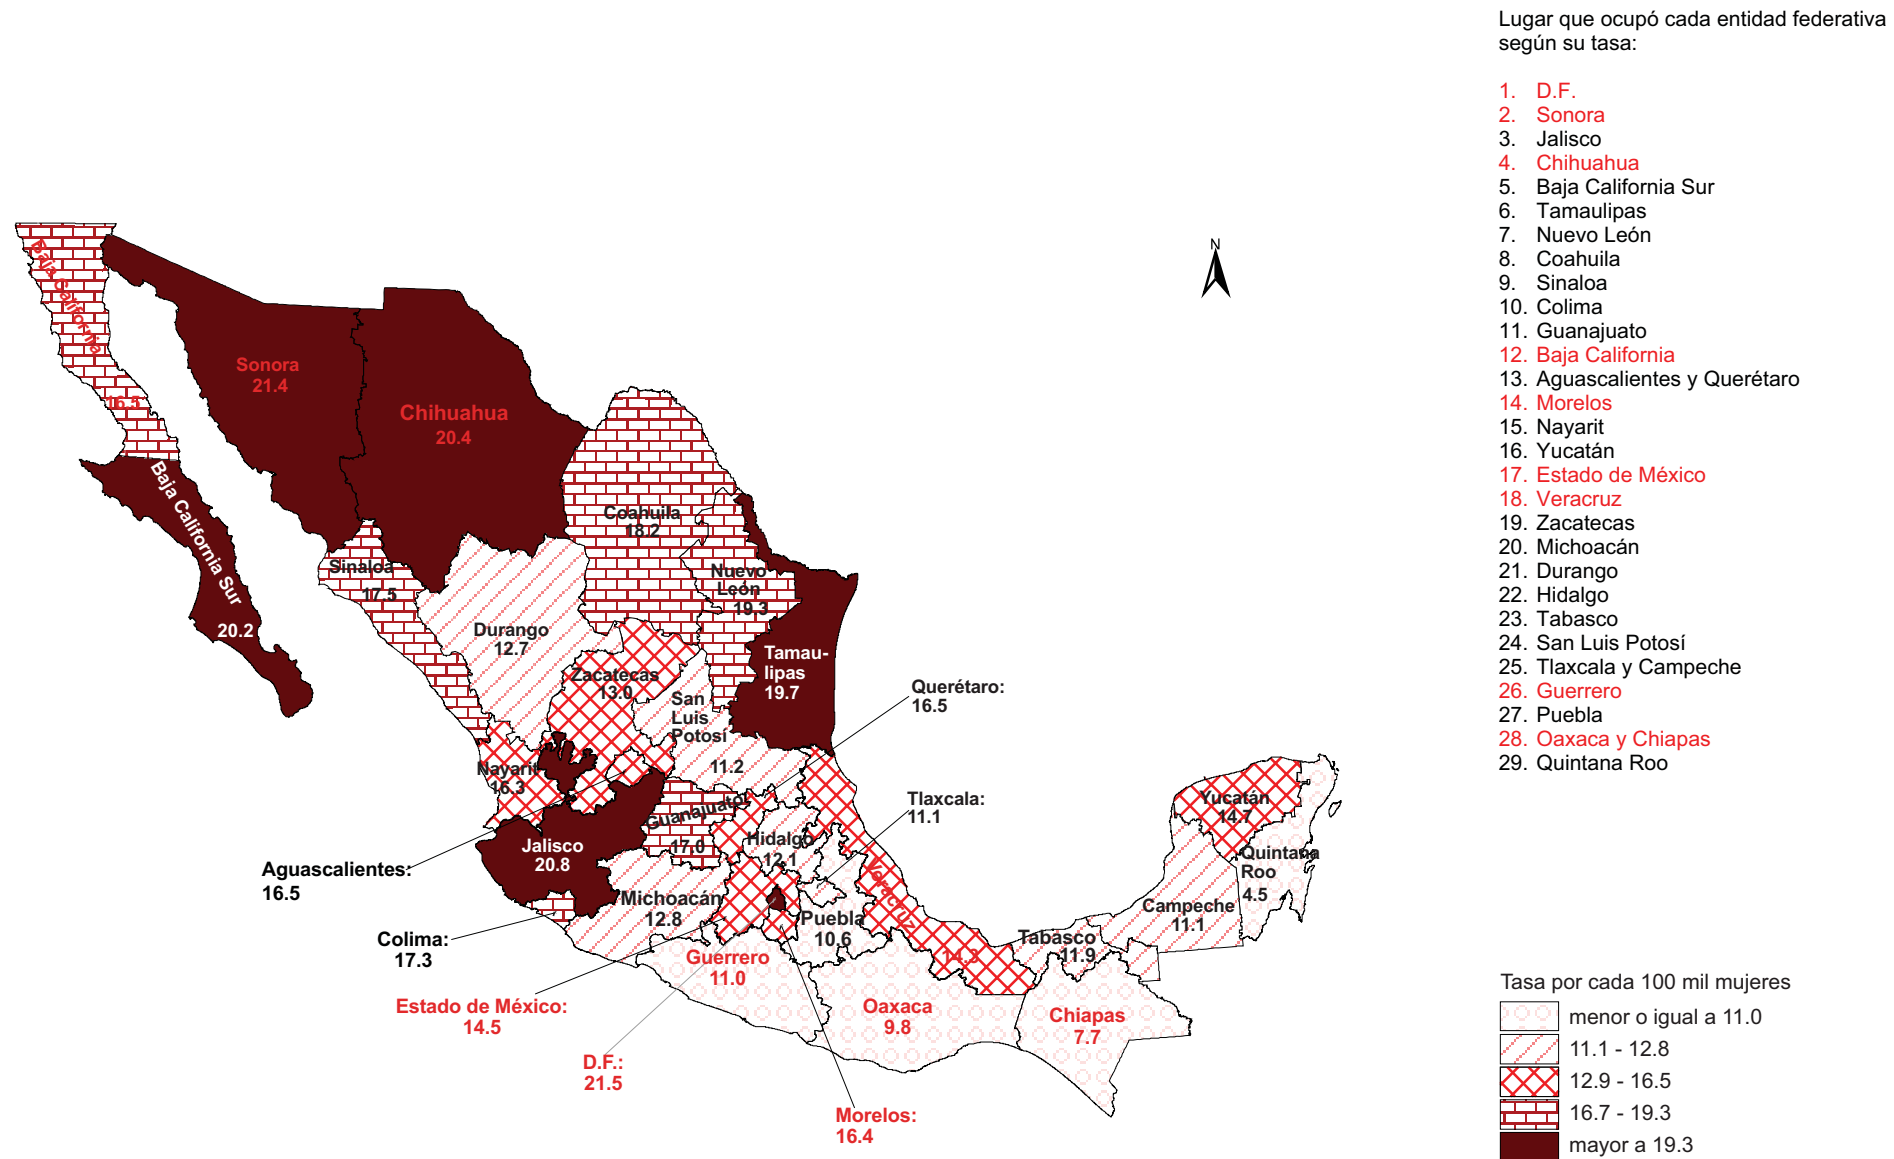 Lugar que ocupó cada entidad federativa
según su tasa:
1. D.F.
2. Sonora
3. Jalisco
4. Chihuahua
5. Baja California Sur
6. Tamaulipas
7. Nuevo León
8. Coahuila
9. Sinaloa
10. Colima
11. Guanajuato
12. Baja California
13. Aguascalientes y Querétaro
14. Morelos
15. Nayarit
16. Yucatán
17. Estado de México
18. Veracruz
19. Zacatecas
20. Michoacán
21. Durango
22. Hidalgo
23. Tabasco
24. San Luis Potosí
25. Tlaxcala y Campeche
26. Guerrero
27. Puebla
28. Oaxaca y Chiapas
29. Quintana Roo
N
Baja California
16.5
Sonora
21.4
Chihuahua
20.4
Baja California Sur
20.2
Coahuila
18.2
Sinaloa
17.5
Nuevo
León
19.3
Durango
12.7
Tamau-
lipas
19.7
Zacatecas
13.0
San
Luis
Potosí
11.2
Querétaro:
16.5
Nayarit
16.3
Tlaxcala:
11.1
Guanajuato
17.0
Hidalgo
12.1
Yucatán
14.7
Jalisco
20.8
Quintana
Roo
4.5
Aguascalientes:
16.5
Michoacán
12.8
Veracruz
14.3
Puebla
10.6
Campeche
11.1
Colima:
17.3
Tabasco
11.9
Guerrero
11.0
Estado de México:
14.5
Oaxaca
9.8
Chiapas
7.7
D.F.:
21.5
Morelos:
16.4
Tasa por cada 100 mil mujeres
menor o igual a 11.0
11.1 - 12.8
12.9 - 16.5
16.7 - 19.3
mayor a 19.3